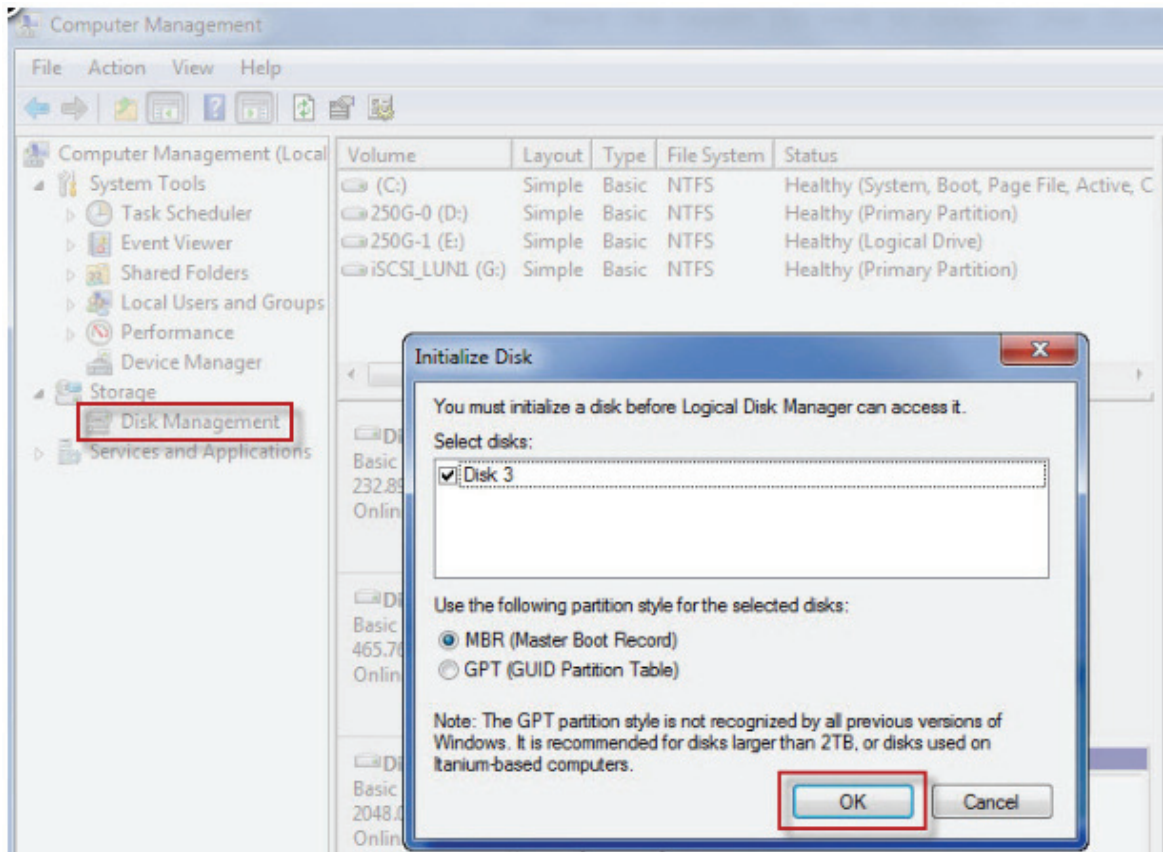 Computer Management
File Action View Help
Computer Management (Local
System Tools
Task Scheduler
Event Viewer
Shared Folders
Local Users and Groups
Performance
Device Manager
Storage
Disk Management
Services and Applications
Volume Layout Type File System Status
(C:) Simple Basic NTFS Healthy (System, Boot, Page File, Active, C
250G-0 (D:) Simple Basic NTFS Healthy (Primary Partition)
250G-1 (E:) Simple Basic NTFS Healthy (Logical Drive)
iSCSI_LUN1 (G:) Simple Basic NTFS Healthy (Primary Partition)
Di
Basic
232.89
Onlin
Di
Basic
465.76
Onlin
Di
Basic
2048.0
Onlin
Initialize Disk
You must initialize a disk before Logical Disk Manager can access it.
Select disks:
Disk 3
Use the following partition style for the selected disks:
MBR (Master Boot Record)
GPT (GUID Partition Table)
Note: The GPT partition style is not recognized by all previous versions of
Windows. It is recommended for disks larger than 2TB, or disks used on
Itanium-based computers.
OK Cancel